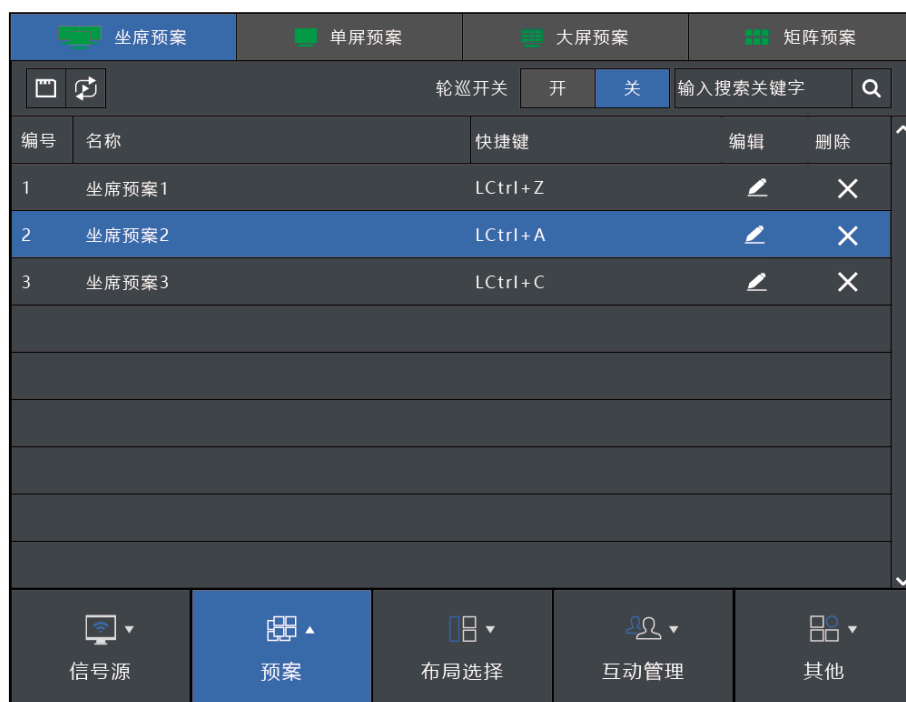 坐席预案 单屏预案 大屏预案 矩阵预案
轮巡开关 开 关 输入搜索关键字
编号 名称 快捷键 编辑 删除
1 坐席预案1 LCtrl+Z
2 坐席预案2 LCtrl+A
3 坐席预案3 LCtrl+C
信号源 预案 布局选择 互动管理 其他